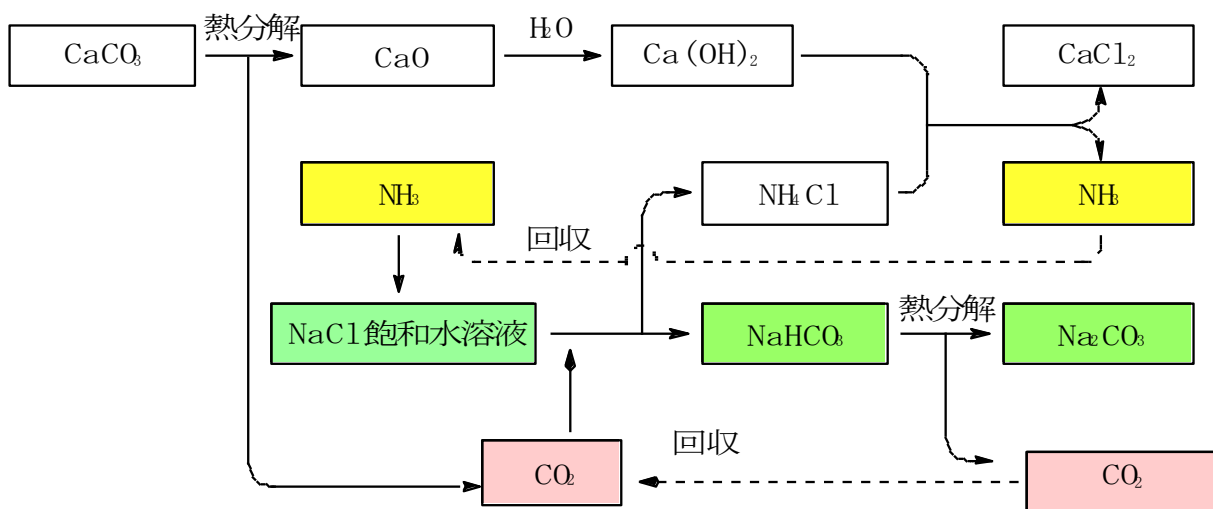 熱分解
H₂O
CaCO₃
CaO
Ca(OH)₂
CaCl₂
NH₃
NH₄Cl
NH₃
回収
NaCl飽和水溶液
NaHCO₃
熱分解
Na₂CO₃
回収
CO₂
CO₂